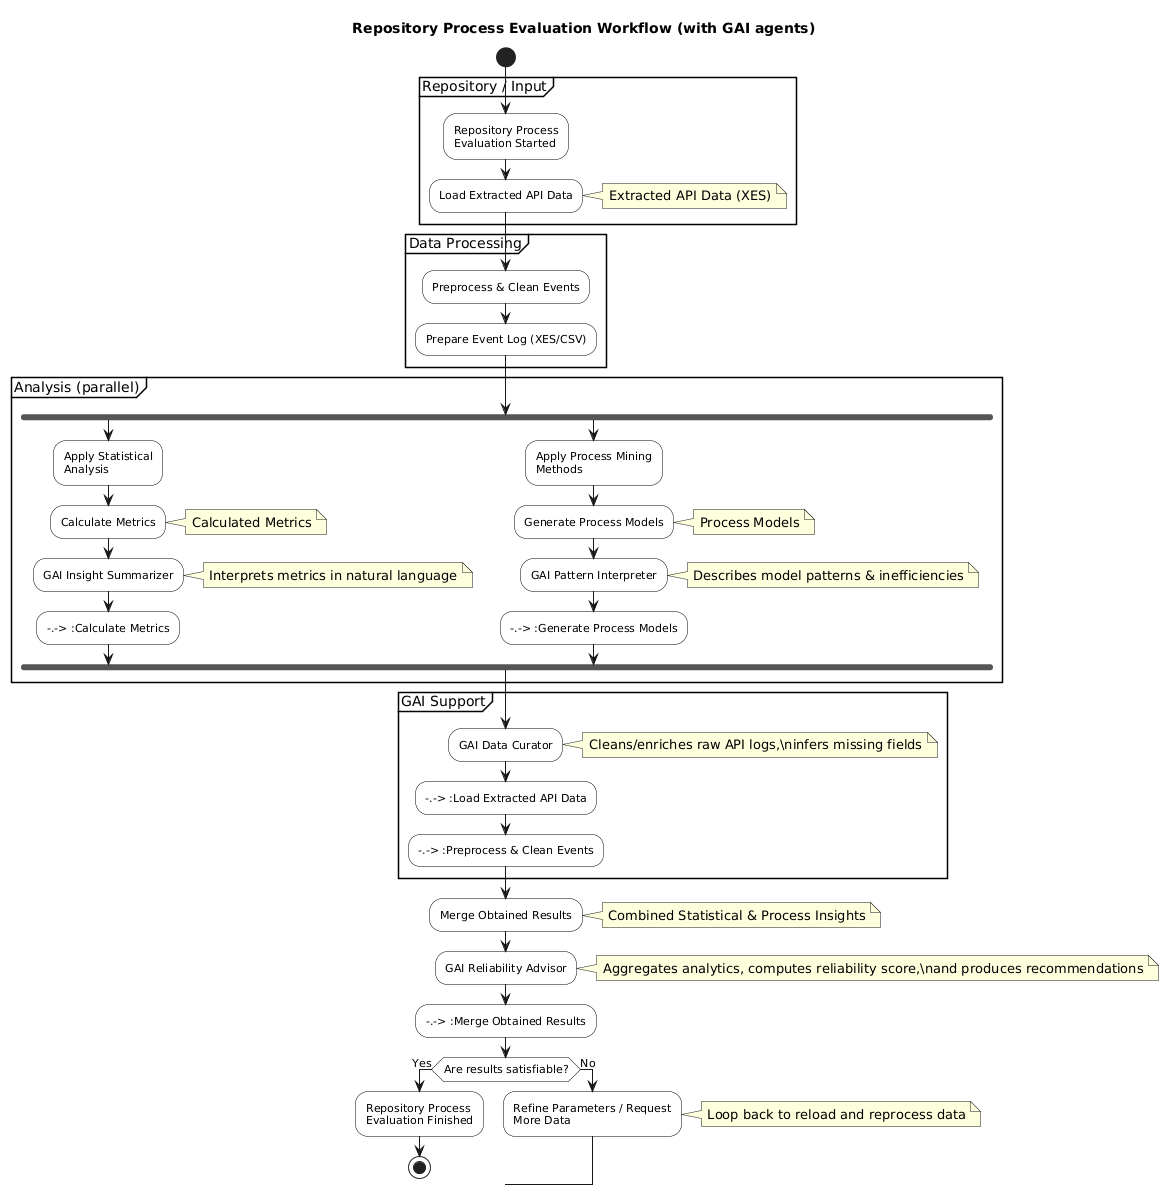 Repository Process Evaluation Workflow (with GAI agents)
Repository / Input
Repository Process
Evaluation Started
Load Extracted API Data
Extracted API Data (XES)
Data Processing
Preprocess & Clean Events
Prepare Event Log (XES/CSV)
Analysis (parallel)
Apply Statistical
Analysis
Calculate Metrics
Calculated Metrics
GAI Insight Summarizer
Interprets metrics in natural language
-.-> :Calculate Metrics
Apply Process Mining
Methods
Generate Process Models
Process Models
GAI Pattern Interpreter
Describes model patterns & inefficiencies
-.-> :Generate Process Models
GAI Support
GAI Data Curator
Cleans/enriches raw API logs,\ninfers missing fields
-.-> :Load Extracted API Data
-.-> :Preprocess & Clean Events
Merge Obtained Results
Combined Statistical & Process Insights
GAI Reliability Advisor
Aggregates analytics, computes reliability score,\nand produces recommendations
-.-> :Merge Obtained Results
Are results satisfiable?
Yes
No
Repository Process
Evaluation Finished
Refine Parameters / Request
More Data
Loop back to reload and reprocess data